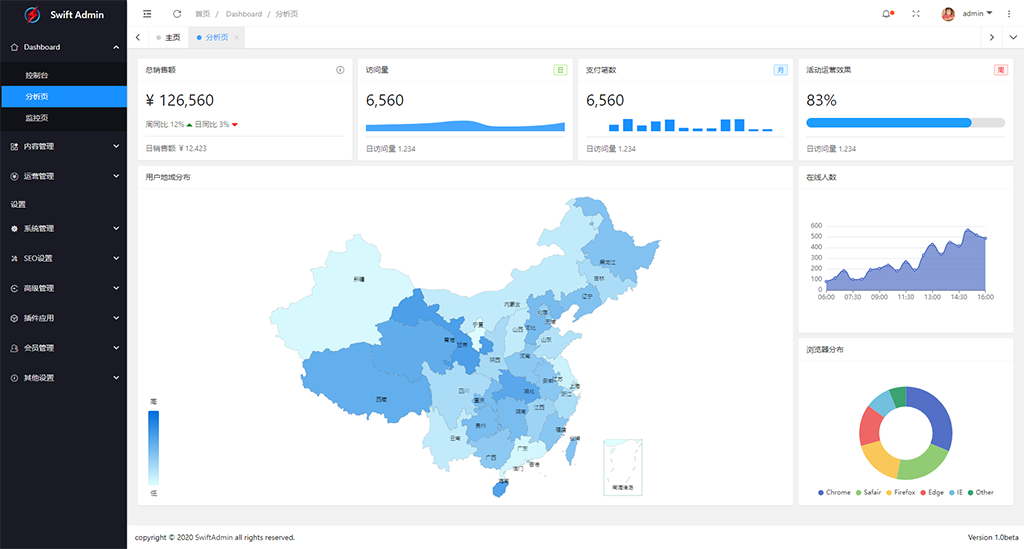 Swift Admin
首页 / Dashboard / 分析页
admin
Dashboard
主页
分析页 ×
控制台
分析页
监控页
内容管理
运营管理
设置
系统管理
SEO设置
高级管理
插件应用
会员管理
其他设置
总销售额
¥ 126,560
周同比 12% 日同比 3%
日销售额 ¥ 12,423
访问量
日
6,560
日访问量 1,234
支付笔数
月
6,560
日访问量 1,234
活动运营效果
周
83%
日访问量 1,234
用户地域分布
黑龙江
吉林
新疆
辽宁
内蒙古
北京
天津
宁夏
山西
河北
山东
青海
甘肃
陕西
河南
安徽
江苏
上海
西藏
四川
重庆
湖北
浙江
湖南
江西
贵州
福建
云南
台湾
广西
广东
香港
澳门
海南
南海诸岛
高
低
在线人数
600
500
400
300
200
100
0
06:00 07:30 09:00 11:30 13:00 14:30 16:00
浏览器分布
Chrome Safair Firefox Edge IE Other
copyright © 2020 SwiftAdmin all rights reserved.
Version 1.0beta